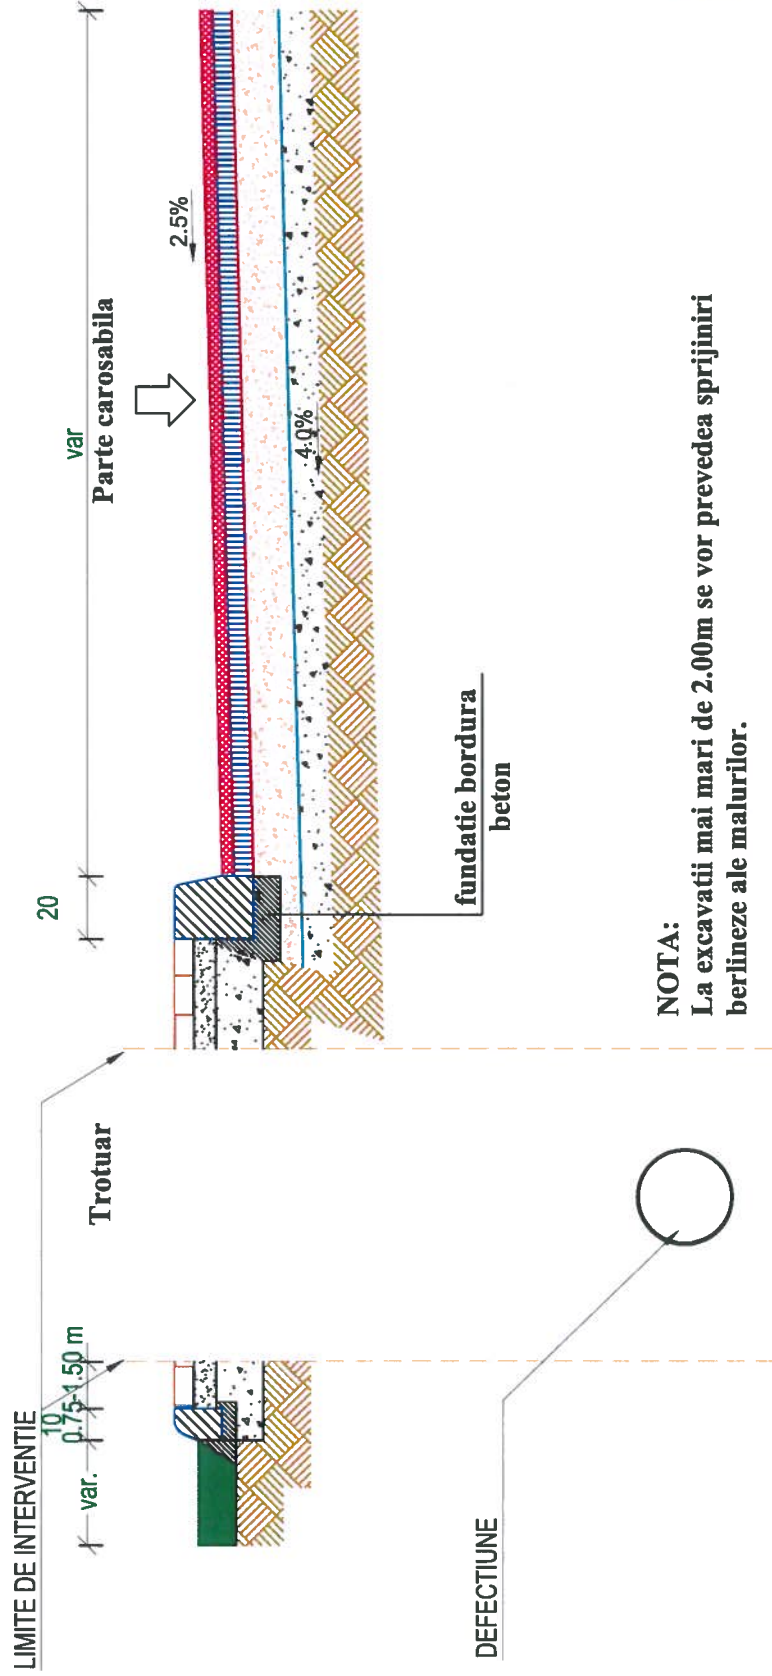 LIMITE DE INTERVENTIE
var.
10
0.75-1.50 m
20
var
Trotuar
Parte carosabila
2.5%
4.0%
fundatie bordura
beton
DEFECTIUNE
NOTA:
La excavatii mai mari de 2.00m se vor prevedea sprijiniri
berlineze ale malurilor.